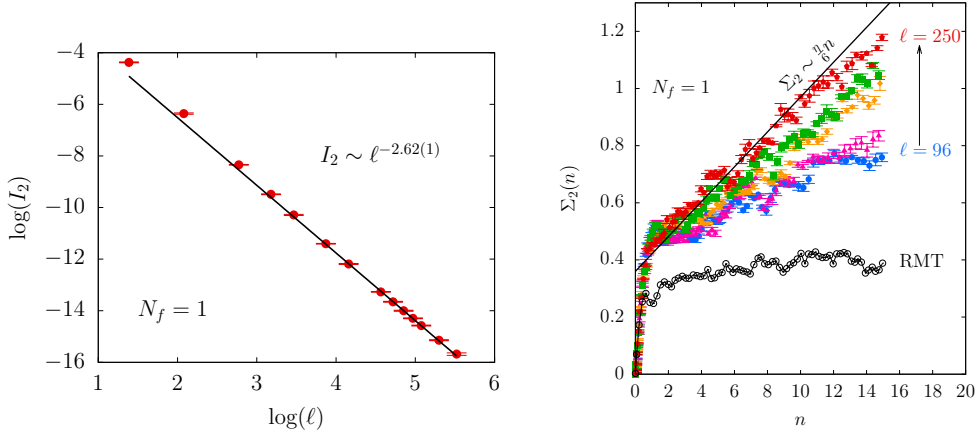 −4
−6
−8
−10
−12
−14
−16
1 2 3 4 5 6
log(I₂)
log(ℓ)
I₂ ∼ ℓ^−2.62(1)
N_f = 1
0
0.2
0.4
0.6
0.8
1
1.2
0 2 4 6 8 10 12 14 16 18 20
Σ₂(n)
n
N_f = 1
Σ₂ ∼ η/6 n
ℓ = 250
ℓ = 96
RMT